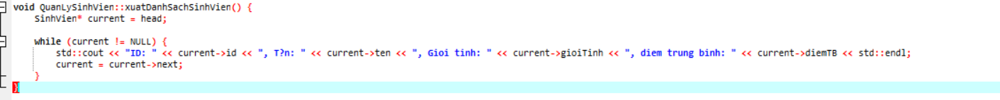 void QuanLySinhVien::xuatDanhSachSinhVien() {
    SinhVien* current = head;

    while (current != NULL) {
        std::cout << "ID: " << current->id << ", T?n: " << current->ten << ", Gioi tinh: " << current->gioiTinh << ", diem trung binh: " << current->diemTB << std::endl;
        current = current->next;
    }
}